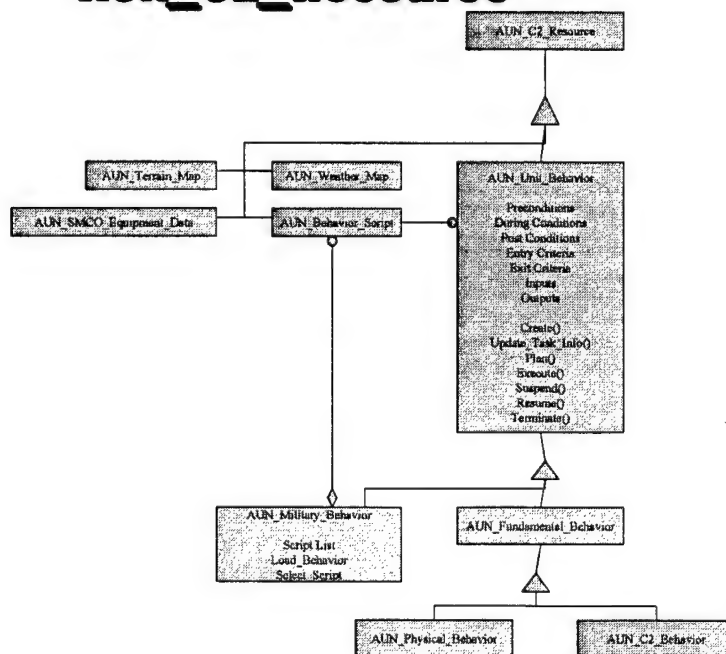 AUN_C2_Resource
AUN_C2_Resource
AUN_Terrain_Map
AUN_Weather_Map
AUN_SMCO_Equipment_Data
AUN_Behavior_Script
AUN_Unit_Behavior
Preconditions
During Conditions
Post Conditions
Entry Criteria
Exit Criteria
Inputs
Outputs
Create()
Update_Task_Info()
Plan()
Execute()
Suspend()
Resume()
Terminate()
AUN_Military_Behavior
Script List
Load_Behavior
Select_Script
AUN_Fundamental_Behavior
AUN_Physical_Behavior
AUN_C2_Behavior